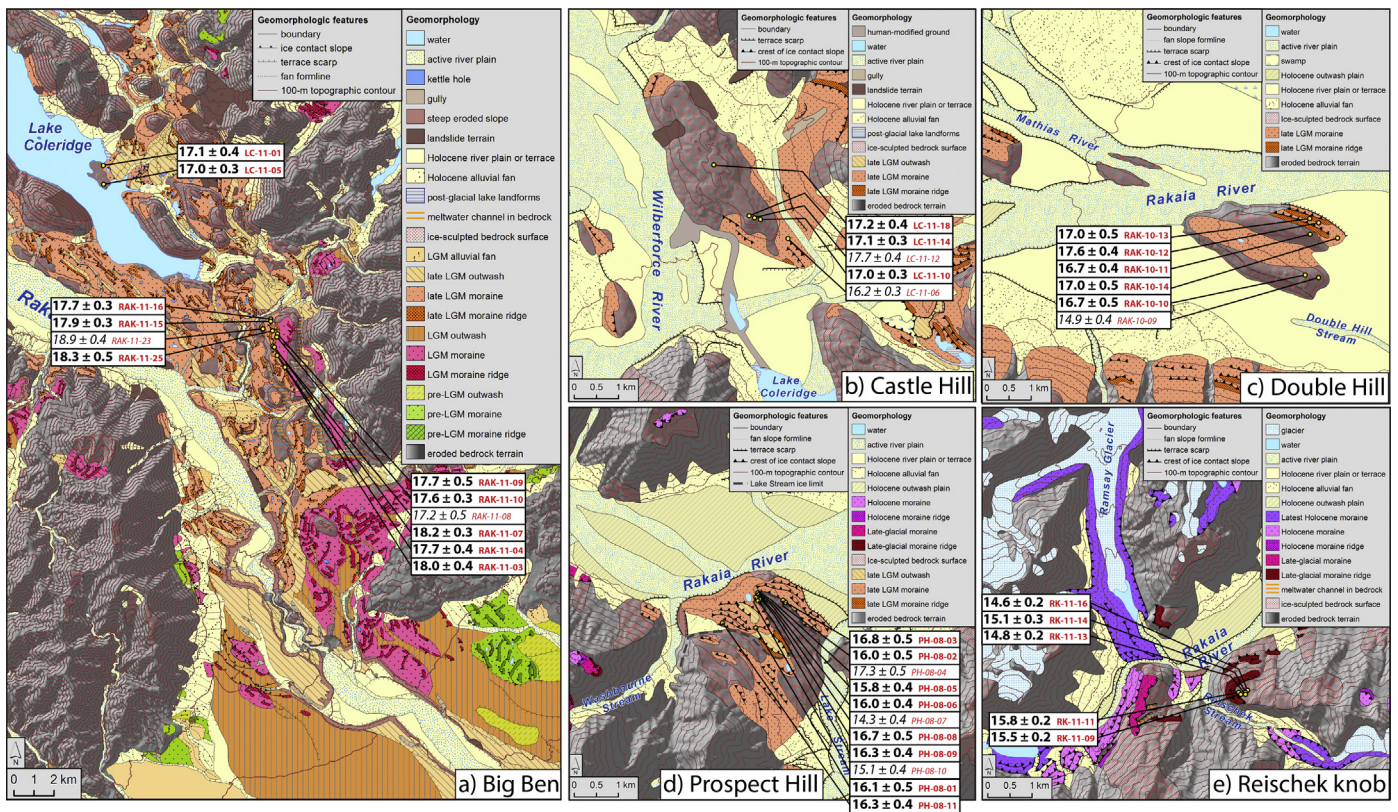 Geomorphologic features
boundary
ice contact slope
terrace scarp
fan formline
100-m topographic contour
Geomorphology
water
active river plain
kettle hole
gully
steep eroded slope
landslide terrain
Holocene river plain or terrace
Holocene alluvial fan
post-glacial lake landforms
meltwater channel in bedrock
ice-sculpted bedrock surface
LGM alluvial fan
late LGM outwash
late LGM moraine
late LGM moraine ridge
LGM outwash
LGM moraine
LGM moraine ridge
pre-LGM outwash
pre-LGM moraine
pre-LGM moraine ridge
eroded bedrock terrain
Lake
Coleridge
17.1 ± 0.4 LC-11-01
17.0 ± 0.3 LC-11-05
17.7 ± 0.3 RAK-11-16
17.9 ± 0.3 RAK-11-15
18.9 ± 0.4 RAK-11-23
18.3 ± 0.5 RAK-11-25
17.7 ± 0.5 RAK-11-09
17.6 ± 0.3 RAK-11-10
17.2 ± 0.5 RAK-11-08
18.2 ± 0.3 RAK-11-07
17.7 ± 0.4 RAK-11-04
18.0 ± 0.4 RAK-11-03
N
0 1 2 km
a) Big Ben
Geomorphologic features
boundary
terrace scarp
crest of ice contact slope
100-m topographic contour
Geomorphology
human-modified ground
water
active river plain
gully
landslide terrain
Holocene river plain or terrace
Holocene alluvial fan
post-glacial lake landforms
ice-sculpted bedrock surface
late LGM outwash
late LGM moraine
late LGM moraine ridge
eroded bedrock terrain
Wilberforce River
17.2 ± 0.4 LC-11-18
17.1 ± 0.3 LC-11-14
17.7 ± 0.4 LC-11-12
17.0 ± 0.3 LC-11-10
16.2 ± 0.3 LC-11-06
Lake
Coleridge
N
0 0.5 1 km
b) Castle Hill
Geomorphologic features
boundary
fan slope formline
terrace scarp
crest of ice contact slope
100-m topographic contour
Geomorphology
water
active river plain
swamp
Holocene outwash plain
Holocene river plain or terrace
Holocene alluvial fan
ice-sculpted bedrock surface
late LGM moraine
late LGM moraine ridge
eroded bedrock terrain
Mathias River
Rakaia River
17.0 ± 0.5 RAK-10-13
17.6 ± 0.4 RAK-10-12
16.7 ± 0.4 RAK-10-11
17.0 ± 0.5 RAK-10-14
16.7 ± 0.5 RAK-10-10
14.9 ± 0.4 RAK-10-09
Double Hill
Stream
N
0 0.5 1 km
c) Double Hill
Geomorphologic features
boundary
fan slope formline
terrace scarp
crest of ice contact slope
100-m topographic contour
Lake Stream ice limit
Geomorphology
water
active river plain
Holocene river plain or terrace
Holocene alluvial fan
Holocene outwash plain
Holocene moraine
Holocene moraine ridge
Late-glacial moraine
Late-glacial moraine ridge
ice-sculpted bedrock surface
late LGM outwash
late LGM moraine
late LGM moraine ridge
eroded bedrock terrain
Rakaia River
Washbourne
Stream
Lake Stream
16.8 ± 0.5 PH-08-03
16.0 ± 0.5 PH-08-02
17.3 ± 0.5 PH-08-04
15.8 ± 0.4 PH-08-05
16.0 ± 0.4 PH-08-06
14.3 ± 0.4 PH-08-07
16.7 ± 0.5 PH-08-08
16.3 ± 0.4 PH-08-09
15.1 ± 0.4 PH-08-10
16.1 ± 0.5 PH-08-01
16.3 ± 0.4 PH-08-11
N
0 0.5 1 km
d) Prospect Hill
Geomorphologic features
boundary
fan slope formline
terrace scarp
crest of ice contact slope
100-m topographic contour
Geomorphology
glacier
water
active river plain
Holocene river plain or terrace
Holocene alluvial fan
Holocene outwash plain
Latest Holocene moraine
Holocene moraine
Holocene moraine ridge
Late-glacial moraine
Late-glacial moraine ridge
meltwater channel in bedrock
ice-sculpted bedrock surface
eroded bedrock terrain
Ramsay Glacier
14.6 ± 0.2 RK-11-16
15.1 ± 0.3 RK-11-14
14.8 ± 0.2 RK-11-13
Rakaia
River
Reischek
Stream
15.8 ± 0.2 RK-11-11
15.5 ± 0.2 RK-11-09
N
0 0.5 1 km
e) Reischek knob